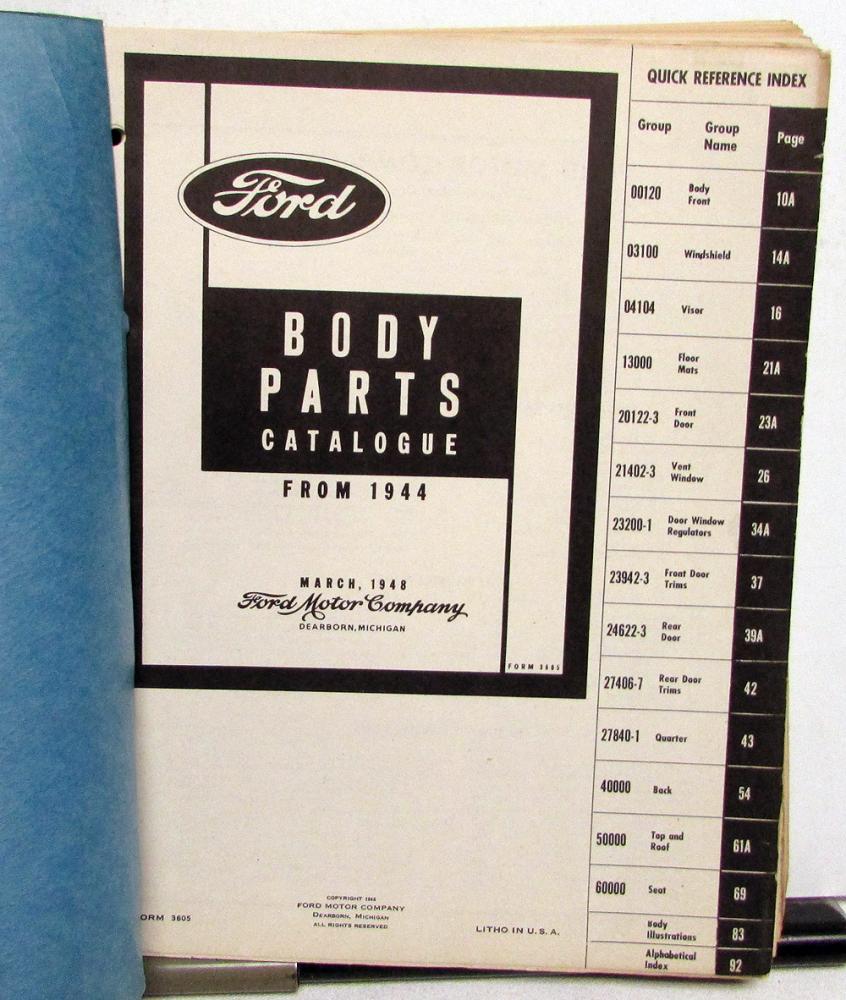 Ford
BODY
PARTS
CATALOGUE
FROM 1944
MARCH, 1948
Ford Motor Company
DEARBORN, MICHIGAN
FORM 3605
COPYRIGHT 1948
FORD MOTOR COMPANY
DEARBORN, MICHIGAN
ALL RIGHTS RESERVED
ORM 3605
LITHO IN U.S.A.
QUICK REFERENCE INDEX
Group Group Name Page
00120 Body Front 10A
03100 Windshield 14A
04104 Visor 16
13000 Floor Mats 21A
20122-3 Front Door 23A
21402-3 Vent Window 26
23200-1 Door Window Regulators 34A
23942-3 Front Door Trims 37
24622-3 Rear Door 39A
27406-7 Rear Door Trims 42
27840-1 Quarter 43
40000 Back 54
50000 Top and Roof 61A
60000 Seat 69
Body Illustrations 83
Alphabetical Index 92